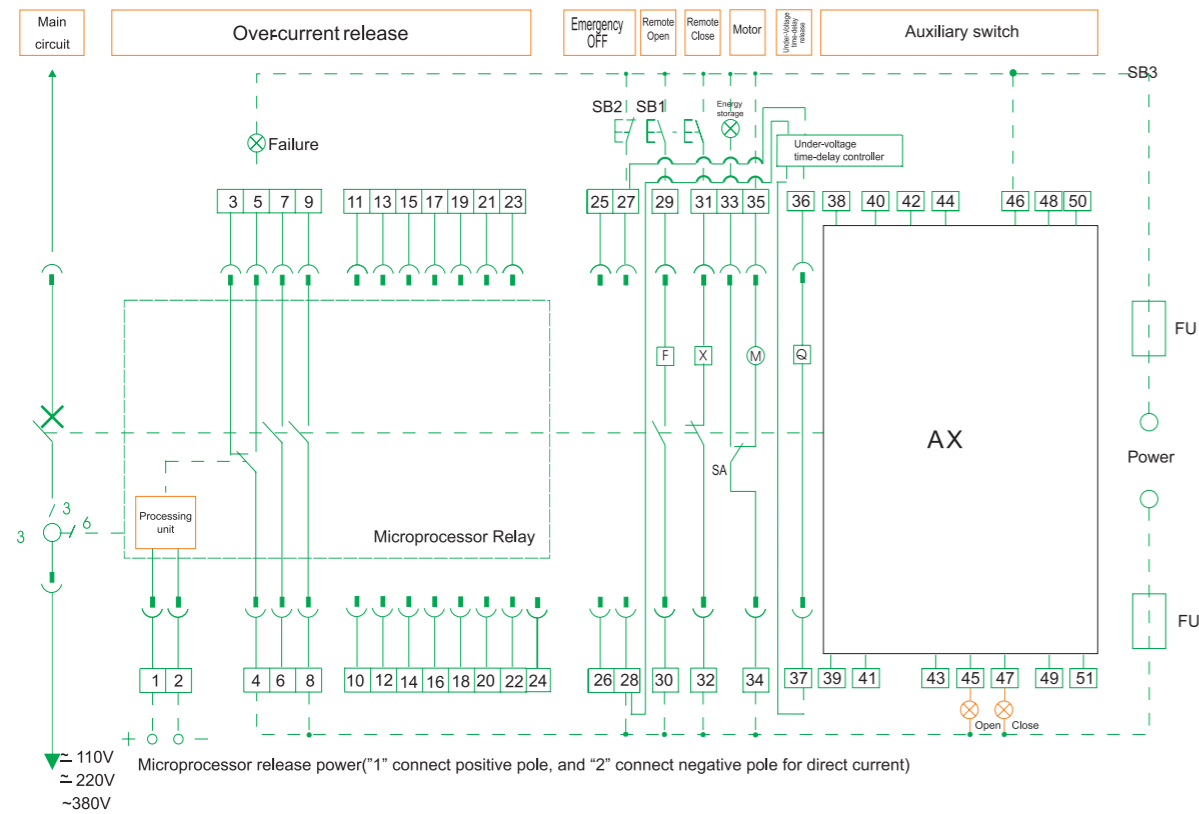 Main
circuit
Over-current release
Emergency
OFF
Remote
Open
Remote
Close
Motor
Under-Voltage
time-delay
release
Auxiliary switch
SB3
SB2
SB1
Energy
storage
Failure
Under-voltage
time-delay controller
3 5 7 9
11 13 15 17 19 21 23
25 27 29 31 33 35 36 38 40 42 44 46 48 50
FU
F X M Q
AX
Power
SA
3
3 6
Processing
unit
Microprocessor Relay
FU
1 2 4 6 8
10 12 14 16 18 20 22 24
26 28 30 32 34 37 39 41 43 45 47 49 51
Open Close
+ −
≃ 110V
Microprocessor release power("1" connect positive pole, and “2” connect negative pole for direct current)
≃ 220V
~380V